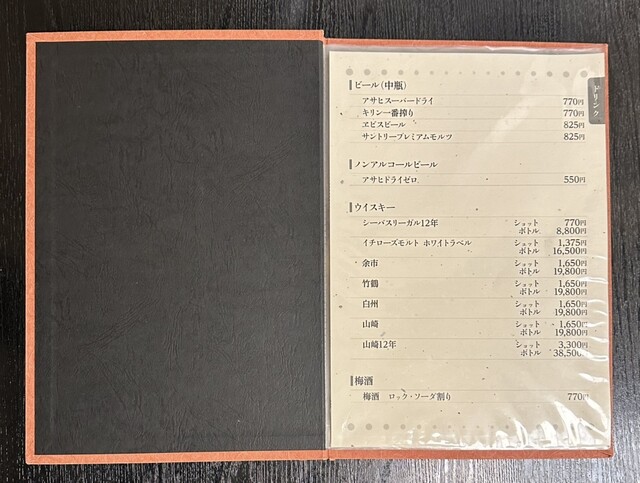 ドリンク
ビール(中瓶)
アサヒスーパードライ 770円
キリン一番搾り 770円
ヱビスビール 825円
サントリープレミアムモルツ 825円
ノンアルコールビール
アサヒドライゼロ 550円
ウイスキー
シーバスリーガル12年 ショット 770円
ボトル 8,800円
イチローズモルト ホワイトラベル ショット 1,375円
ボトル 16,500円
余市 ショット 1,650円
ボトル 19,800円
竹鶴 ショット 1,650円
ボトル 19,800円
白州 ショット 1,650円
ボトル 19,800円
山崎 ショット 1,650円
ボトル 19,800円
山崎12年 ショット 3,300円
ボトル 38,500円
梅酒
梅酒 ロック・ソーダ割り 770円